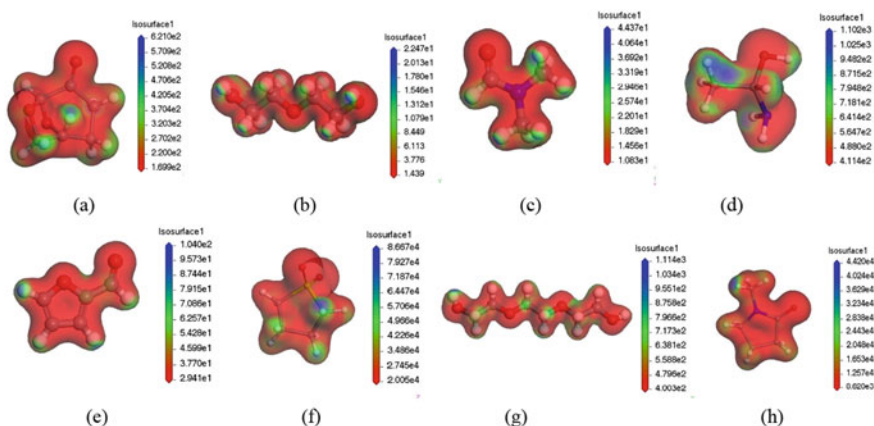 Isosurface1
6.210e2
5.709e2
5.208e2
4.706e2
4.205e2
3.704e2
3.203e2
2.702e2
2.200e2
1.699e2
(a)
Isosurface1
2.247e1
2.013e1
1.780e1
1.546e1
1.312e1
1.079e1
8.449
6.113
3.776
1.439
(b)
Isosurface1
4.437e1
4.064e1
3.692e1
3.319e1
2.946e1
2.574e1
2.201e1
1.829e1
1.456e1
1.083e1
(c)
Isosurface1
1.102e3
1.025e3
9.482e2
8.715e2
7.948e2
7.181e2
6.414e2
5.647e2
4.880e2
4.114e2
(d)
Isosurface1
1.040e2
9.573e1
8.744e1
7.915e1
7.086e1
6.257e1
5.428e1
4.599e1
3.770e1
2.941e1
(e)
Isosurface1
8.667e4
7.927e4
7.187e4
6.447e4
5.706e4
4.966e4
4.226e4
3.486e4
2.745e4
2.005e4
(f)
Isosurface1
1.114e3
1.034e3
9.551e2
8.758e2
7.966e2
7.173e2
6.381e2
5.588e2
4.796e2
4.003e2
(g)
Isosurface1
4.420e4
4.024e4
3.629e4
3.234e4
2.839e4
2.443e4
2.048e4
1.653e4
1.257e4
(h)